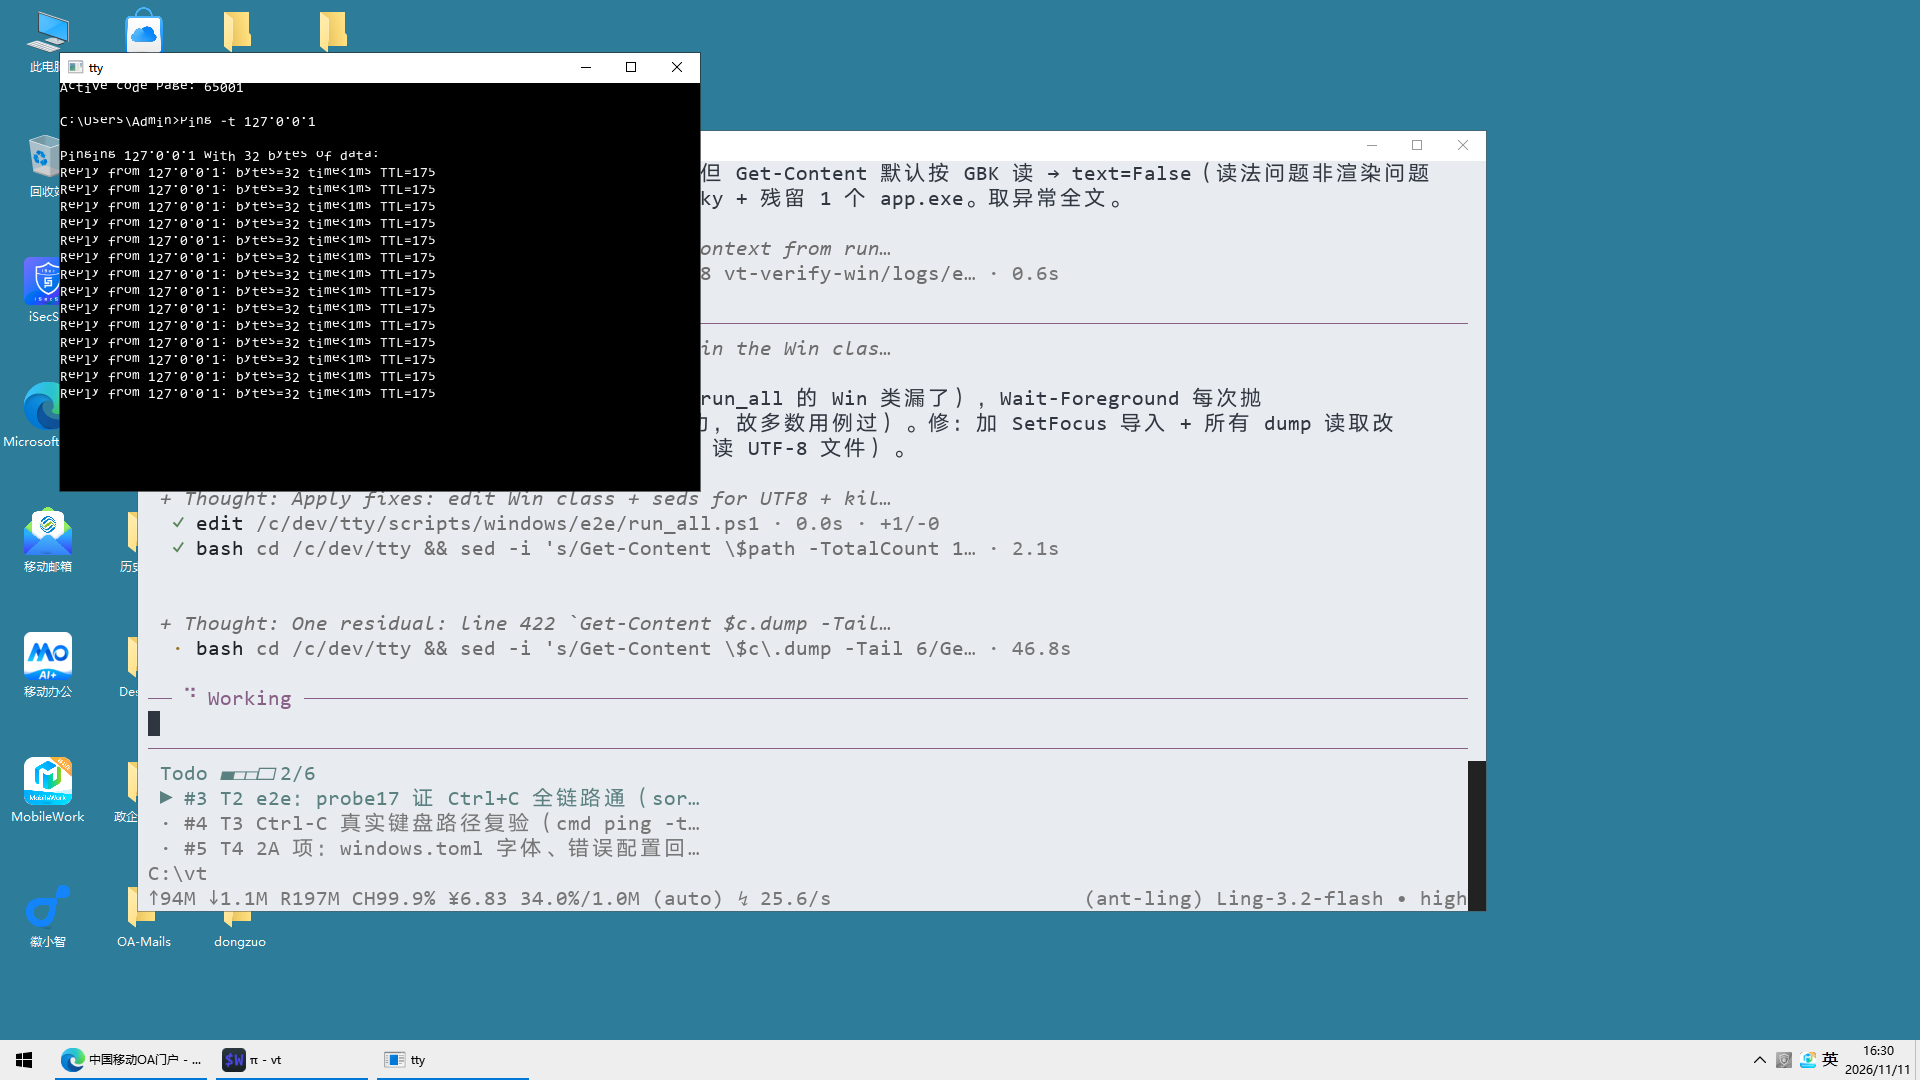 此电脑
回收站
iSecS
Microsoft
移动邮箱
历史
移动办公
Des
MobileWork
政企
徽小智
OA-Mails
dongzuo
tty
Active code page: 65001
C:\Users\Admin>ping -t 127.0.0.1
Pinging 127.0.0.1 with 32 bytes of data:
Reply from 127.0.0.1: bytes=32 time<1ms TTL=175
Reply from 127.0.0.1: bytes=32 time<1ms TTL=175
Reply from 127.0.0.1: bytes=32 time<1ms TTL=175
Reply from 127.0.0.1: bytes=32 time<1ms TTL=175
Reply from 127.0.0.1: bytes=32 time<1ms TTL=175
Reply from 127.0.0.1: bytes=32 time<1ms TTL=175
Reply from 127.0.0.1: bytes=32 time<1ms TTL=175
Reply from 127.0.0.1: bytes=32 time<1ms TTL=175
Reply from 127.0.0.1: bytes=32 time<1ms TTL=175
Reply from 127.0.0.1: bytes=32 time<1ms TTL=175
Reply from 127.0.0.1: bytes=32 time<1ms TTL=175
Reply from 127.0.0.1: bytes=32 time<1ms TTL=175
Reply from 127.0.0.1: bytes=32 time<1ms TTL=175
Reply from 127.0.0.1: bytes=32 time<1ms TTL=175
但 Get-Content 默认按 GBK 读 → text=False（读法问题非渲染问题
ky + 残留 1 个 app.exe。取异常全文。
ontext from run…
8 vt-verify-win/logs/e… · 0.6s
in the Win clas…
run_all 的 Win 类漏了），Wait-Foreground 每次抛
，故多数用例过）。修：加 SetFocus 导入 + 所有 dump 读取改
读 UTF-8 文件）。
+ Thought: Apply fixes: edit Win class + seds for UTF8 + kil…
✓ edit /c/dev/tty/scripts/windows/e2e/run_all.ps1 · 0.0s · +1/-0
✓ bash cd /c/dev/tty && sed -i 's/Get-Content \$path -TotalCount 1… · 2.1s
+ Thought: One residual: line 422 `Get-Content $c.dump -Tail…
· bash cd /c/dev/tty && sed -i 's/Get-Content \$c\.dump -Tail 6/Ge… · 46.8s
Working
Todo 2/6
▶ #3 T2 e2e: probe17 证 Ctrl+C 全链路通（sor…
· #4 T3 Ctrl-C 真实键盘路径复验（cmd ping -t…
· #5 T4 2A 项：windows.toml 字体、错误配置回…
C:\vt
↑94M ↓1.1M R197M CH99.9% ¥6.83 34.0%/1.0M (auto) ↯ 25.6/s (ant-ling) Ling-3.2-flash • high
中国移动OA门户 - ...
$W π - vt
tty
英
16:30
2026/11/11